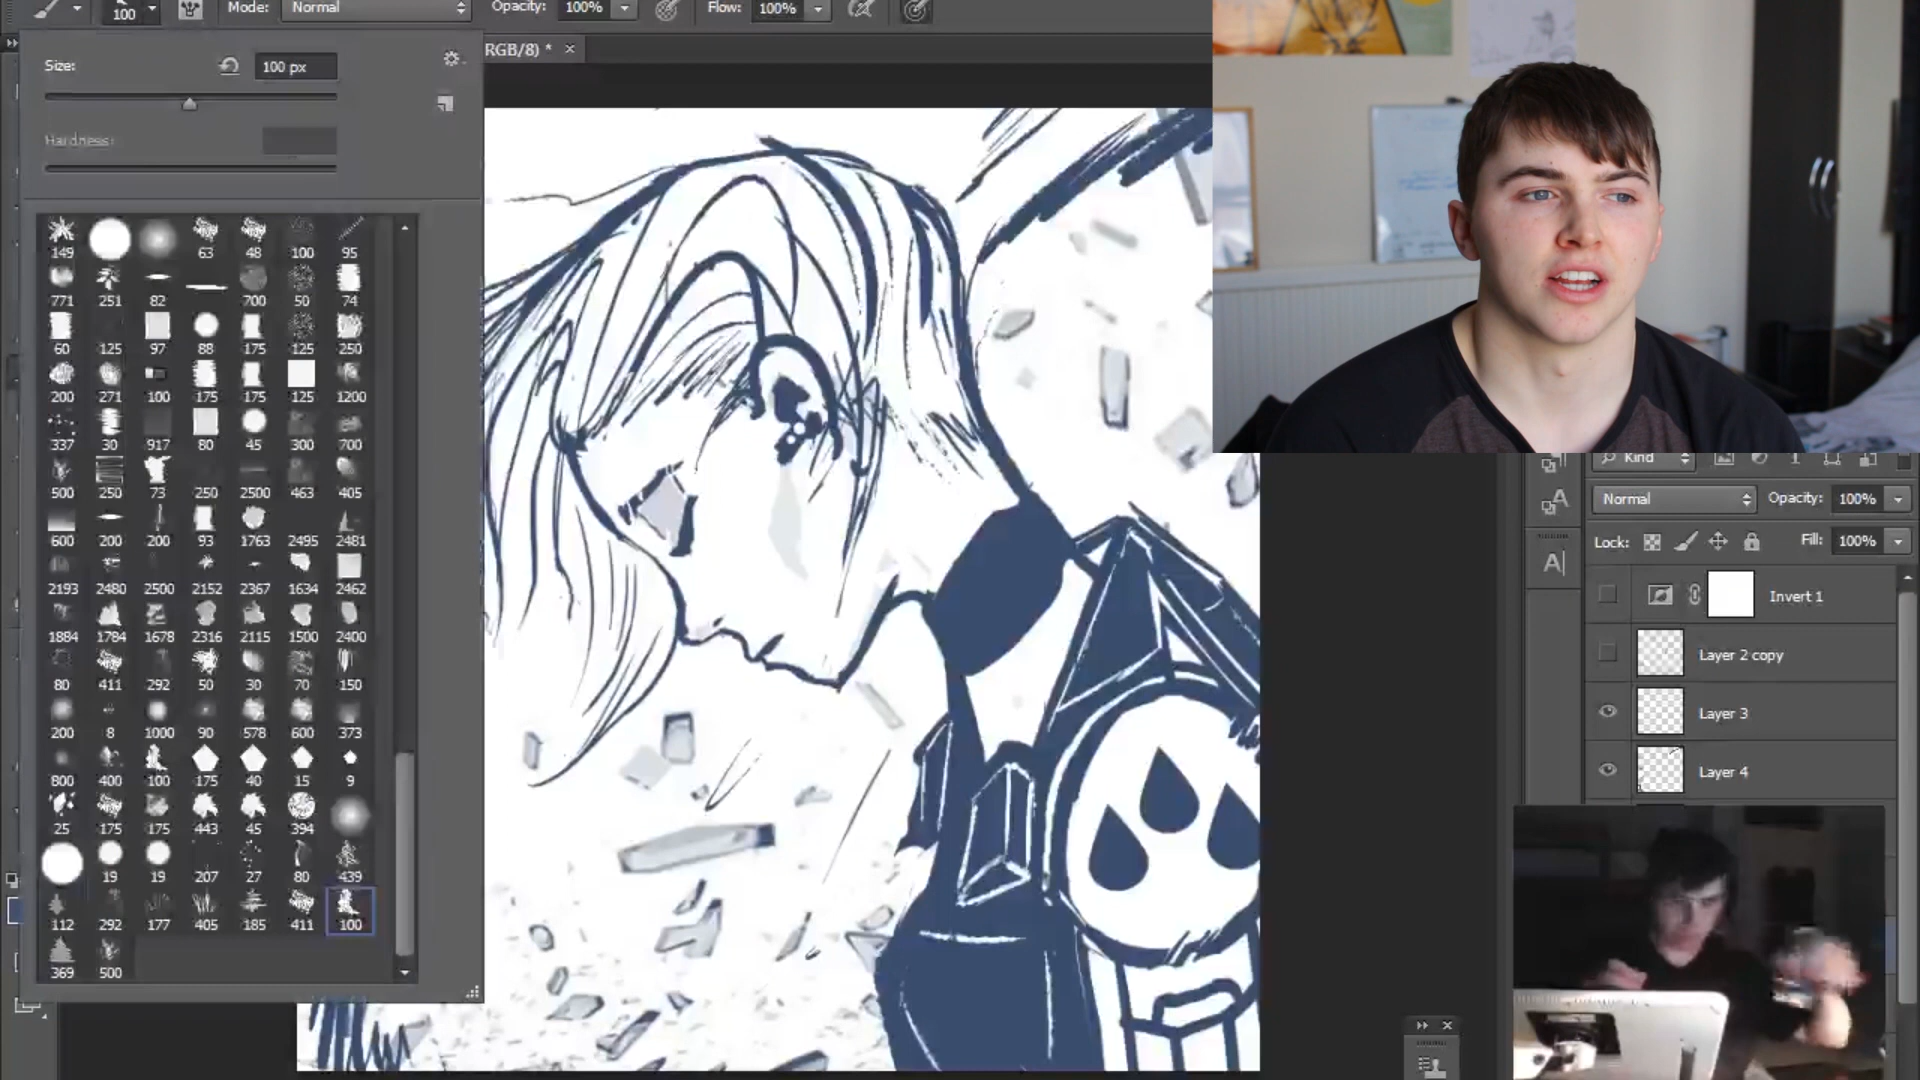 100 Mode: Normal Opacity: 100% Flow: 100%
RGB/8) * ×
Size: 100 px
Hardness:
149 63 48 100 95
771 251 82 700 50 74
60 125 97 88 175 125 250
200 271 100 175 175 125 1200
337 30 917 80 45 300 700
500 250 73 250 2500 463 405
600 200 200 93 1763 2495 2481
2193 2480 2500 2152 2367 1634 2462
1884 1784 1678 2316 2115 1500 2400
80 411 292 50 30 70 150
200 8 1000 90 578 600 373
800 400 100 175 40 15 9
25 175 175 443 45 394
19 19 207 27 80 439
112 292 177 405 185 411 100
369 500
Kind
Normal Opacity: 100%
Lock: Fill: 100%
Invert 1
Layer 2 copy
Layer 3
Layer 4